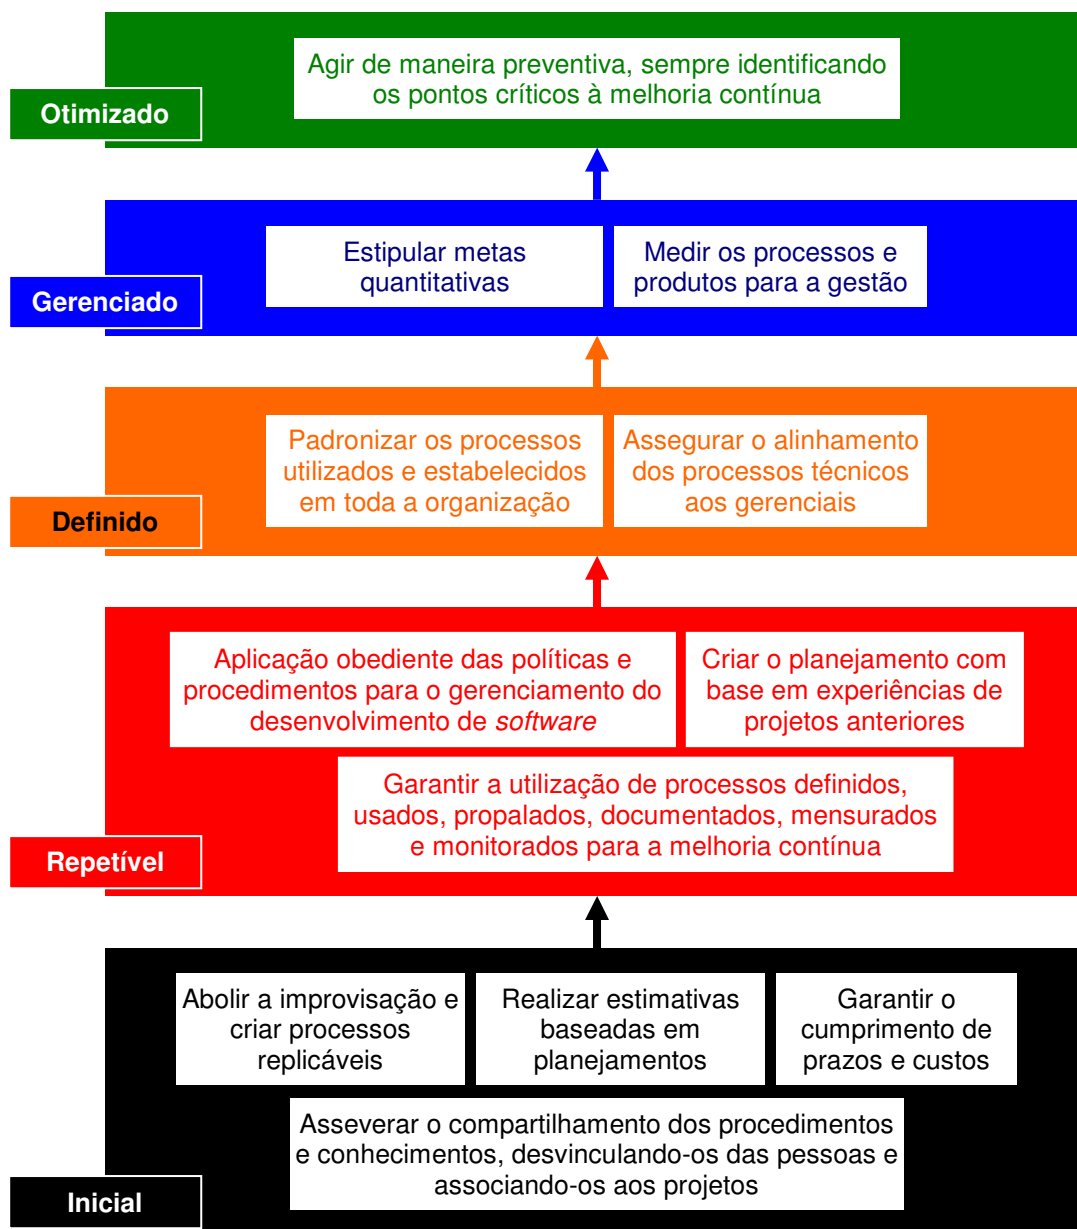 Agir de maneira preventiva, sempre identificando
os pontos críticos à melhoria contínua
Otimizado
Estipular metas
quantitativas
Medir os processos e
produtos para a gestão
Gerenciado
Padronizar os processos
utilizados e estabelecidos
em toda a organização
Assegurar o alinhamento
dos processos técnicos
aos gerenciais
Definido
Aplicação obediente das políticas e
procedimentos para o gerenciamento do
desenvolvimento de software
Criar o planejamento com
base em experiências de
projetos anteriores
Garantir a utilização de processos definidos,
usados, propalados, documentados, mensurados
e monitorados para a melhoria contínua
Repetível
Abolir a improvisação e
criar processos
replicáveis
Realizar estimativas
baseadas em
planejamentos
Garantir o
cumprimento de
prazos e custos
Asseverar o compartilhamento dos procedimentos
e conhecimentos, desvinculando-os das pessoas e
associando-os aos projetos
Inicial